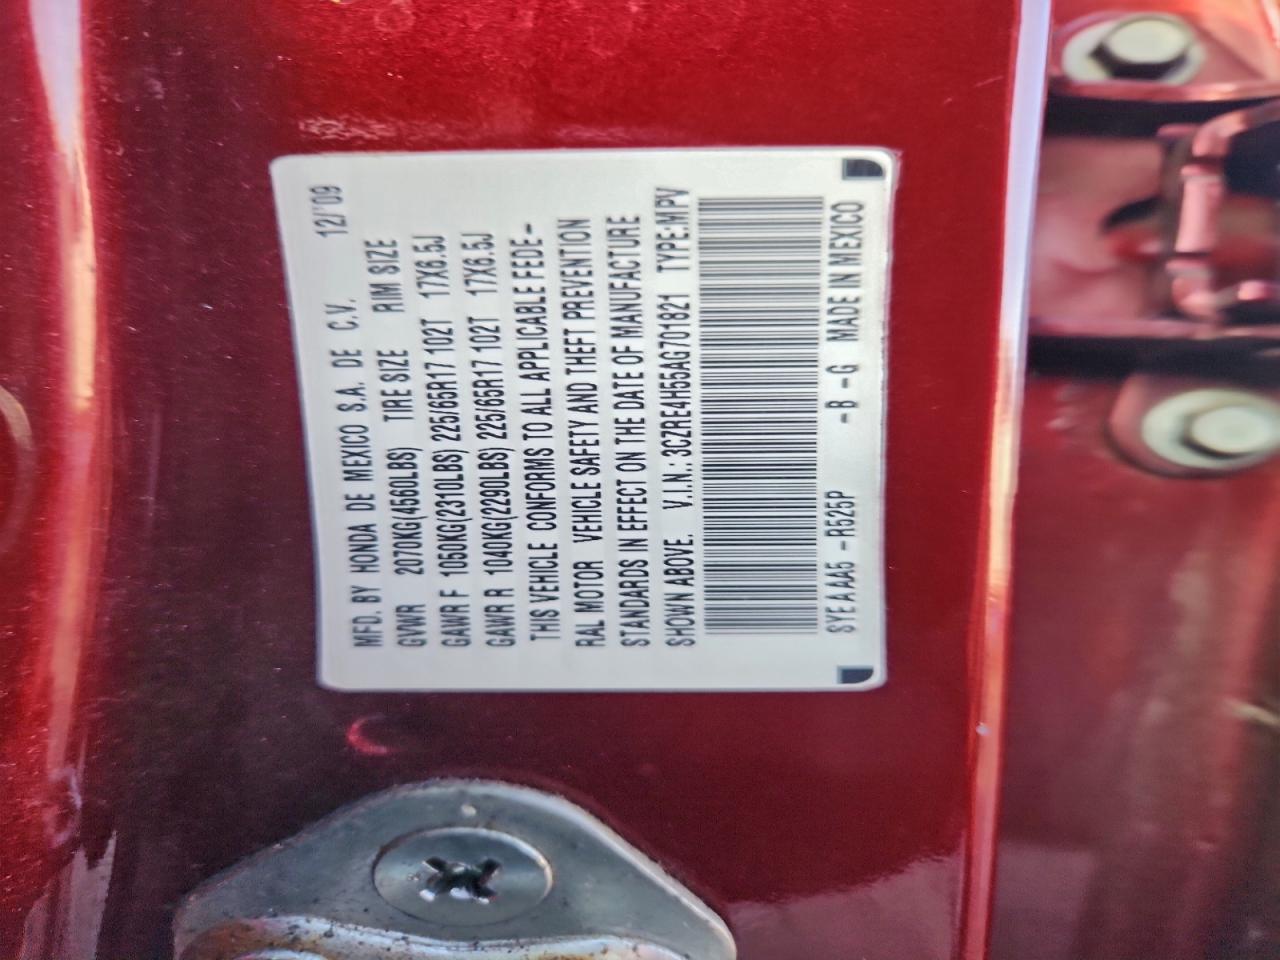 MFD. BY HONDA DE MEXICO S.A. DE C.V. 12/'09
GVWR 2070KG(4560LBS) TIRE SIZE RIM SIZE
GAWR F 1050KG(2310LBS) 225/65R17 102T 17X6.5J
GAWR R 1040KG(2290LBS) 225/65R17 102T 17X6.5J
THIS VEHICLE CONFORMS TO ALL APPLICABLE FEDE-
RAL MOTOR VEHICLE SAFETY AND THEFT PREVENTION
STANDARDS IN EFFECT ON THE DATE OF MANUFACTURE
SHOWN ABOVE. V.I.N.: 3CZRE4H55AG701821 TYPE:MPV
SYEAAA5 -R525P -B -G MADE IN MEXICO